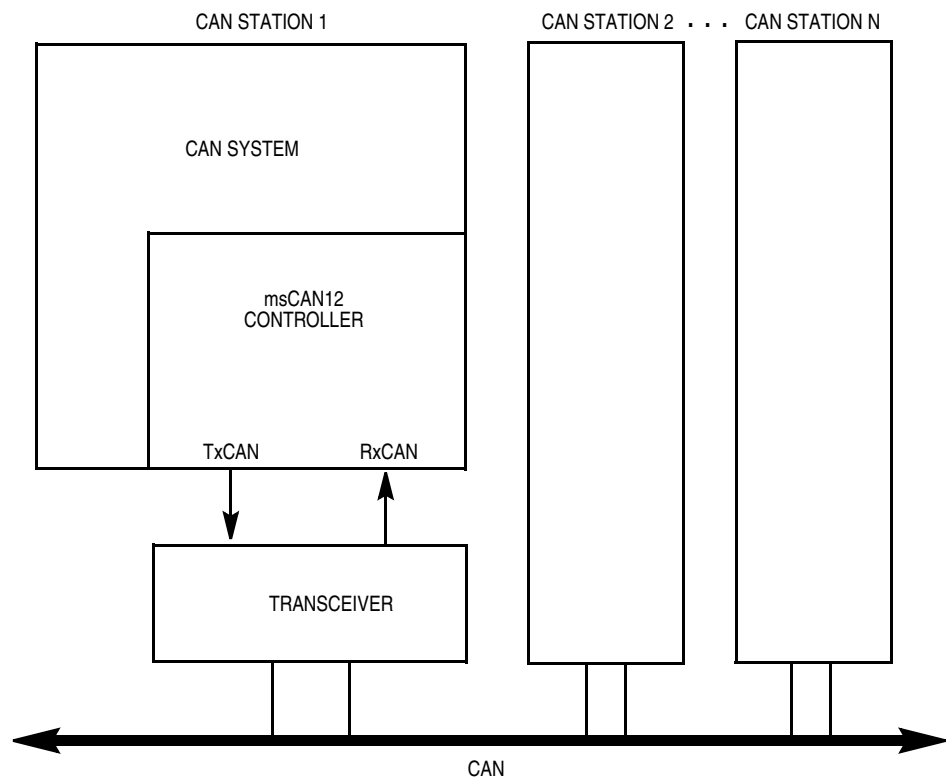 CAN STATION 1
CAN STATION 2 . . . CAN STATION N
CAN SYSTEM
msCAN12
CONTROLLER
TxCAN
RxCAN
TRANSCEIVER
CAN